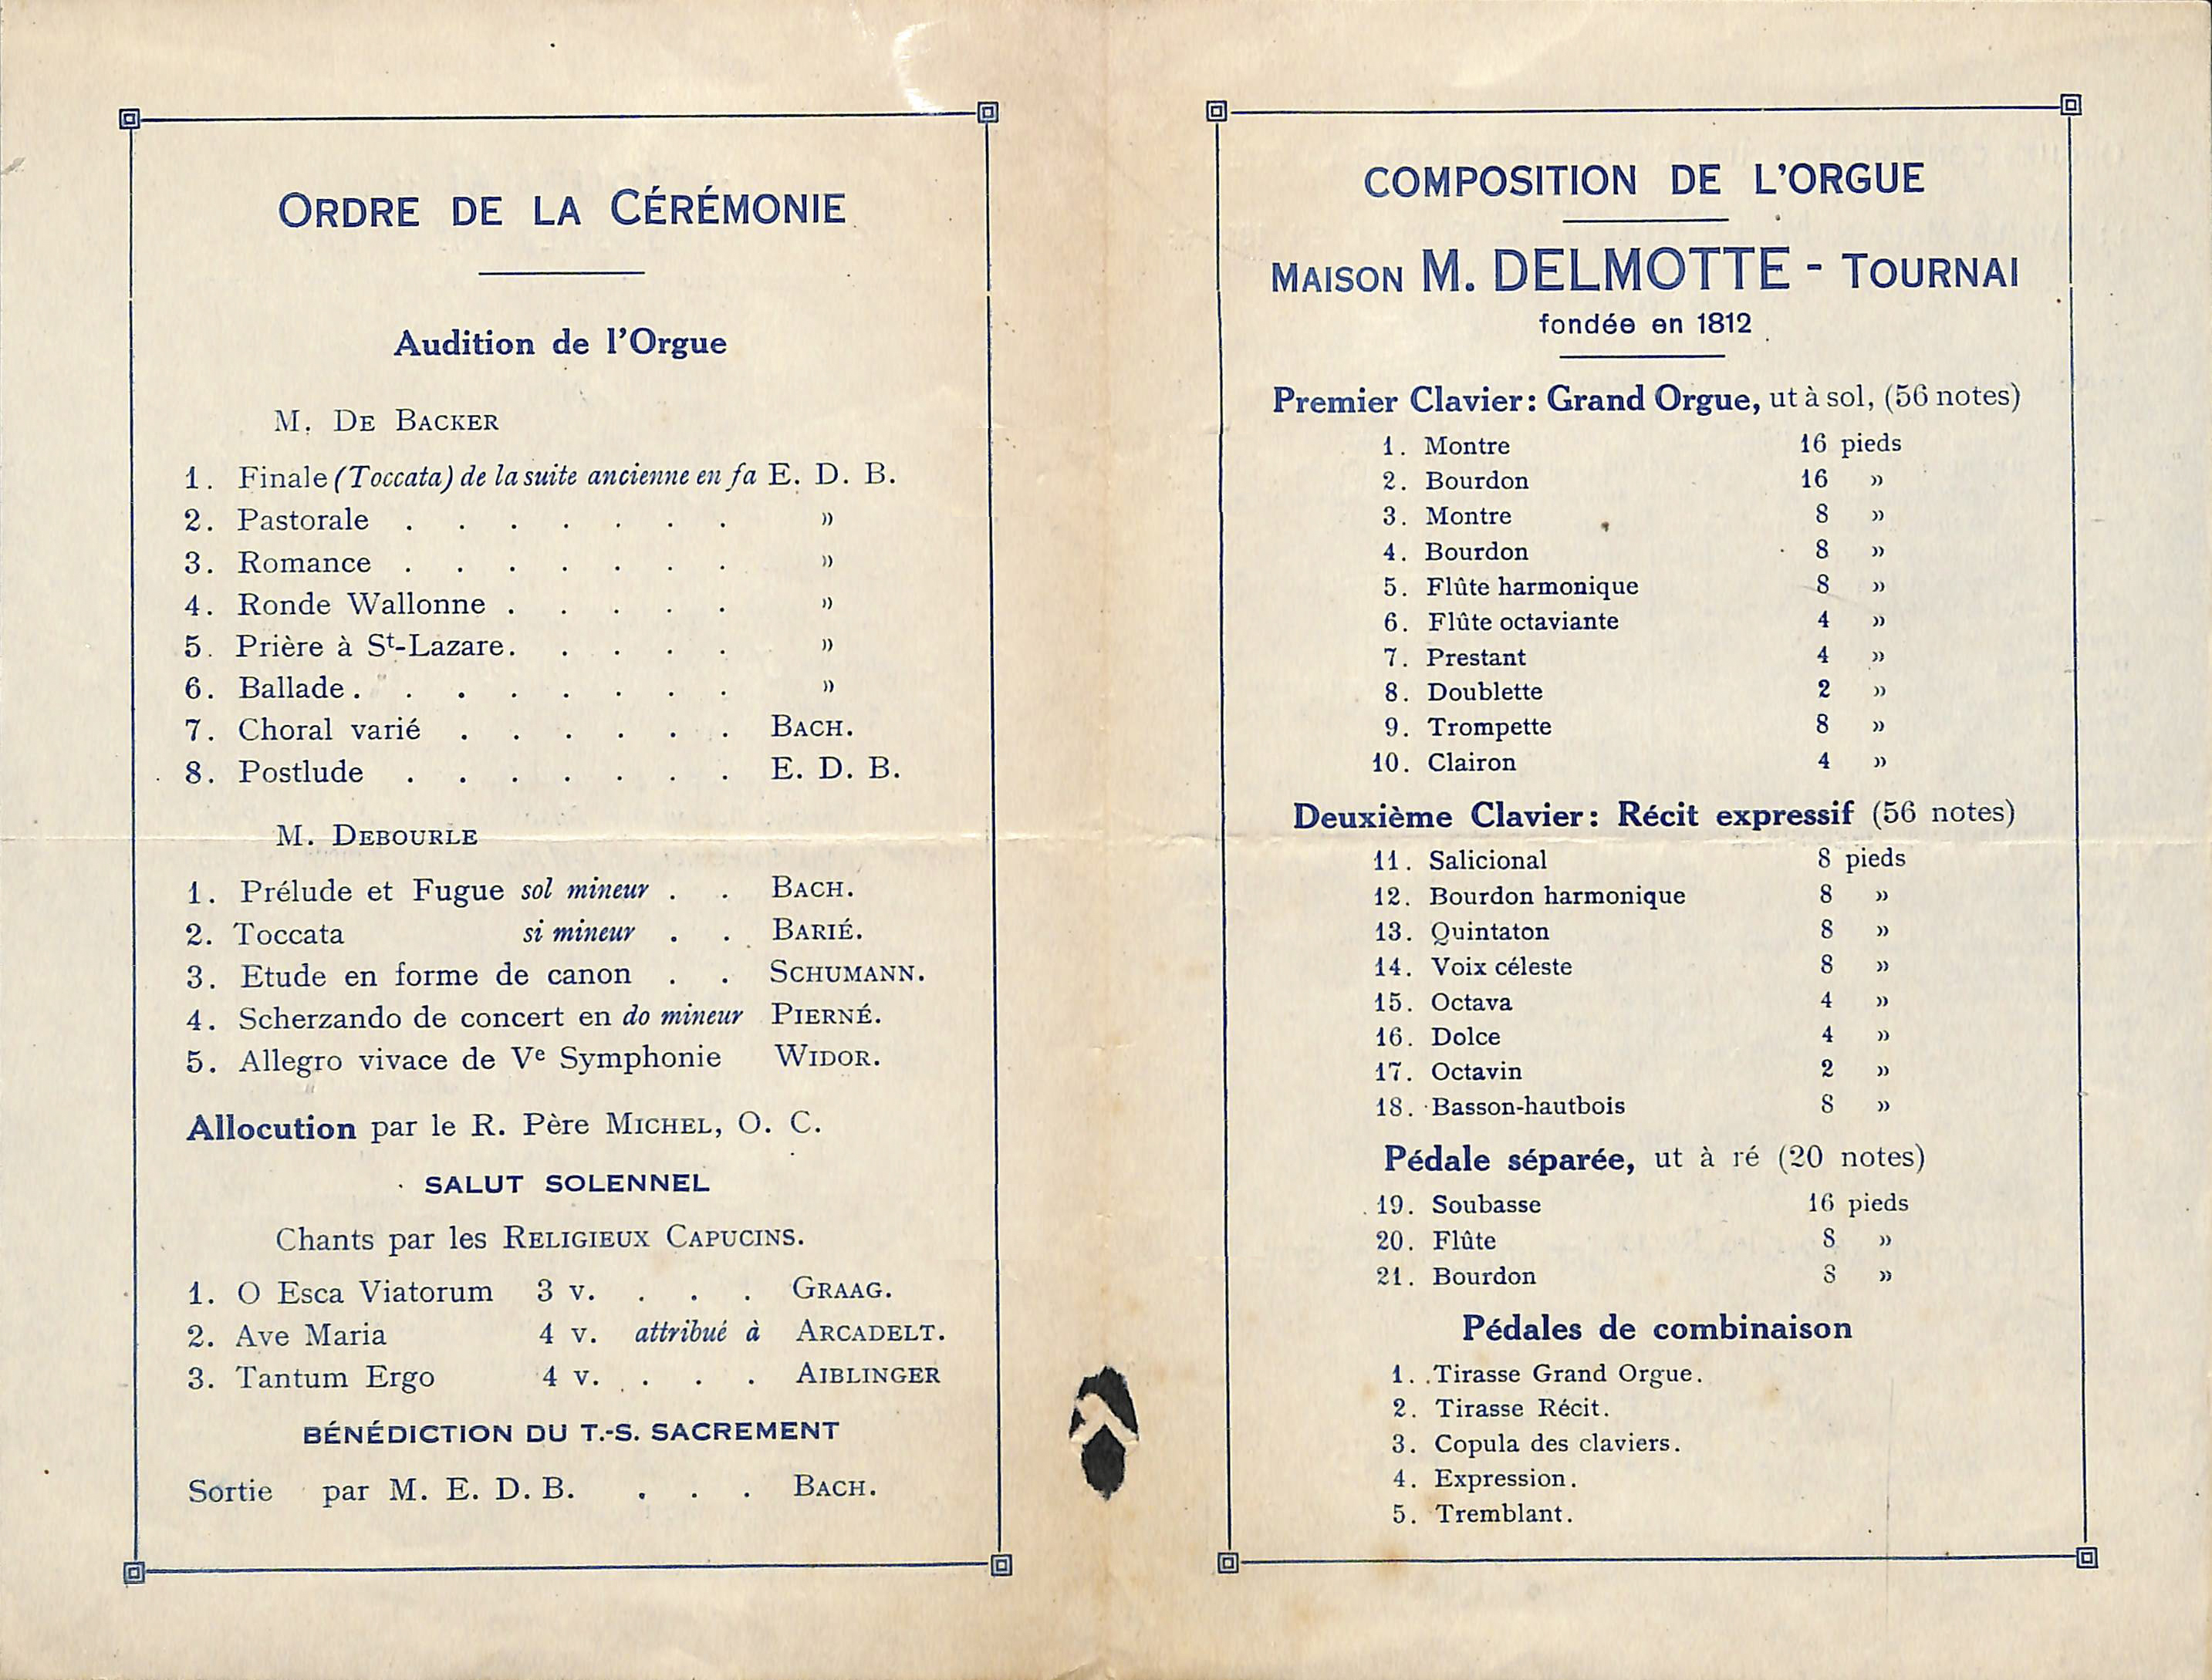 ORDRE DE LA CÉRÉMONIE
Audition de l'Orgue
M. DE BACKER
1. Finale (Toccata) de la suite ancienne en fa E. D. B.
2. Pastorale . . . . . . . »
3. Romance . . . . . . . »
4. Ronde Wallonne . . . . . »
5. Prière à St-Lazare. . . . . »
6. Ballade . . . . . . . . »
7. Choral varié . . . . . . BACH.
8. Postlude . . . . . . . E. D. B.
M. DEBOURLE
1. Prélude et Fugue sol mineur . . BACH.
2. Toccata si mineur . . BARIÉ.
3. Etude en forme de canon . . SCHUMANN.
4. Scherzando de concert en do mineur PIERNÉ.
5. Allegro vivace de Ve Symphonie WIDOR.
Allocution par le R. Père MICHEL, O. C.
SALUT SOLENNEL
Chants par les RELIGIEUX CAPUCINS.
1. O Esca Viatorum 3 v. . . . GRAAG.
2. Ave Maria 4 v. attribué à ARCADELT.
3. Tantum Ergo 4 v. . . . AIBLINGER
BÉNÉDICTION DU T.-S. SACREMENT
Sortie par M. E. D. B. . . . BACH.
COMPOSITION DE L'ORGUE
MAISON M. DELMOTTE - TOURNAI
fondée en 1812
Premier Clavier : Grand Orgue, ut à sol, (56 notes)
1. Montre 16 pieds
2. Bourdon 16 »
3. Montre 8 »
4. Bourdon 8 »
5. Flûte harmonique 8 »
6. Flûte octaviante 4 »
7. Prestant 4 »
8. Doublette 2 »
9. Trompette 8 »
10. Clairon 4 »
Deuxième Clavier : Récit expressif (56 notes)
11. Salicional 8 pieds
12. Bourdon harmonique 8 »
13. Quintaton 8 »
14. Voix céleste 8 »
15. Octava 4 »
16. Dolce 4 »
17. Octavin 2 »
18. Basson-hautbois 8 »
Pédale séparée, ut à ré (20 notes)
19. Soubasse 16 pieds
20. Flûte 8 »
21. Bourdon 8 »
Pédales de combinaison
1. Tirasse Grand Orgue.
2. Tirasse Récit.
3. Copula des claviers.
4. Expression.
5. Tremblant.